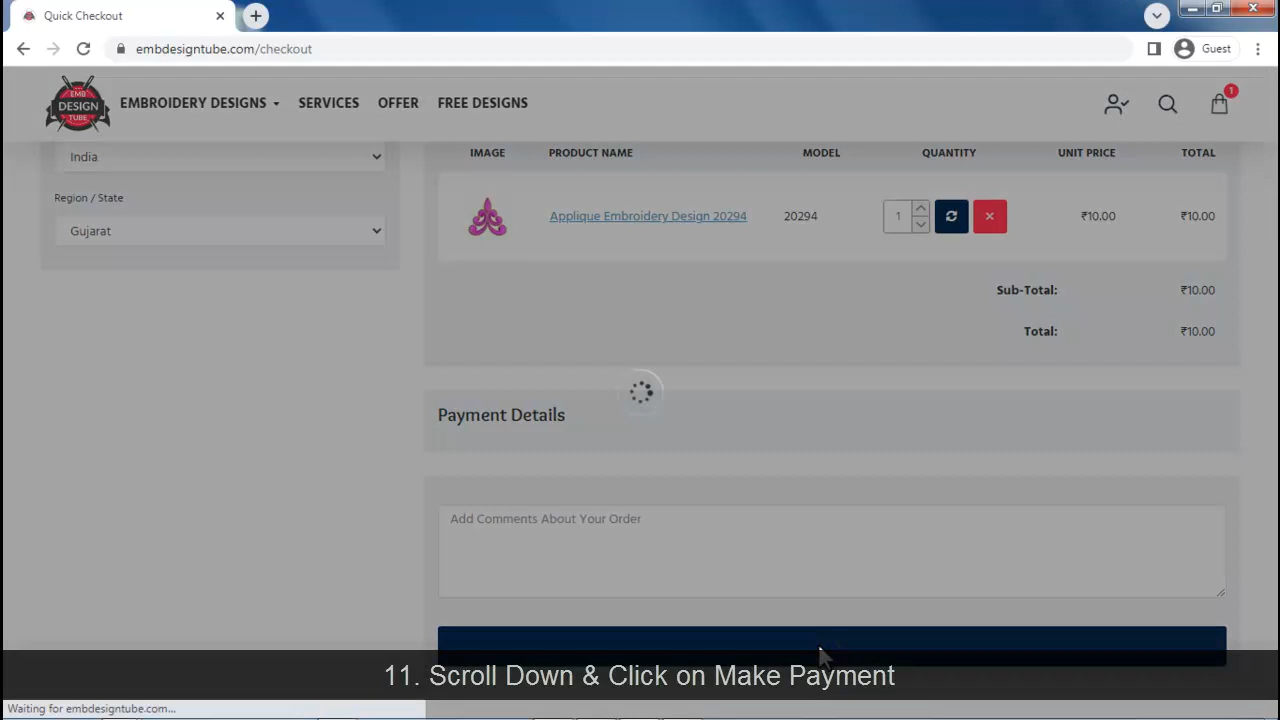 Quick Checkout
embdesigntube.com/checkout
Guest
EMB
DESIGN
TUBE
EMBROIDERY DESIGNS
SERVICES
OFFER
FREE DESIGNS
1
India
Region / State
Gujarat
IMAGE PRODUCT NAME MODEL QUANTITY UNIT PRICE TOTAL
Applique Embroidery Design 20294 20294 1 ₹10.00 ₹10.00
Sub-Total: ₹10.00
Total: ₹10.00
Payment Details
Add Comments About Your Order
11. Scroll Down & Click on Make Payment
Waiting for embdesigntube.com...